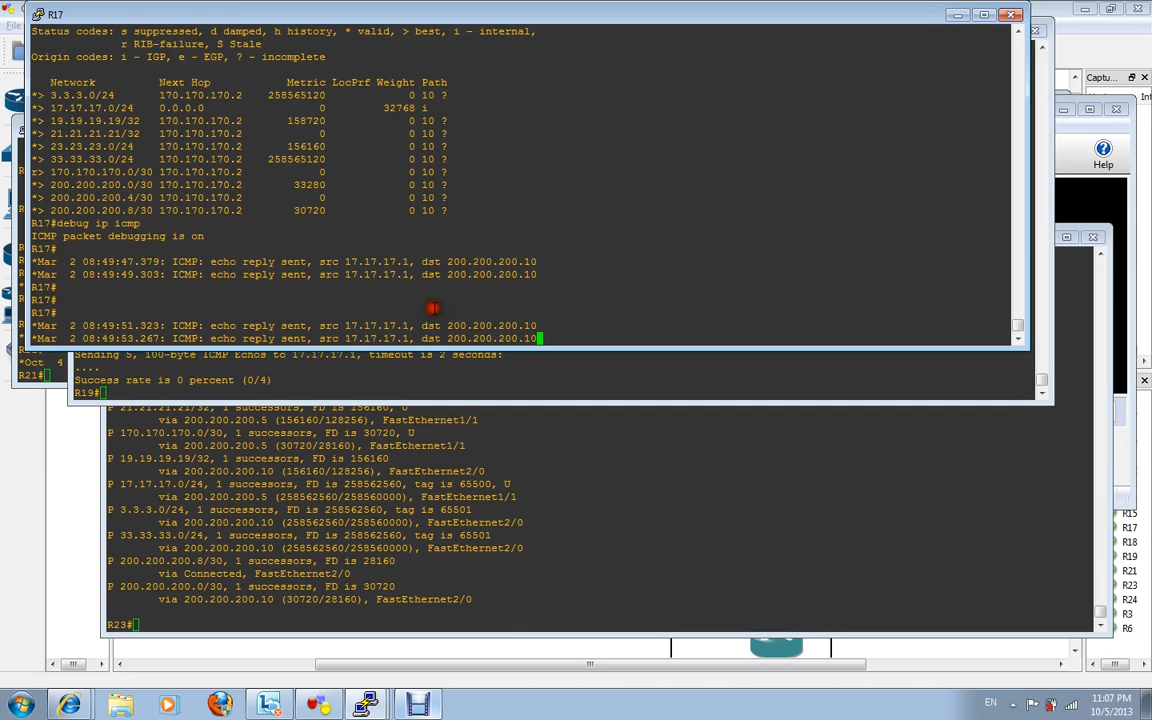 R17
Status codes: s suppressed, d damped, h history, * valid, > best, i - internal,
r RIB-failure, S Stale
Origin codes: i - IGP, e - EGP, ? - incomplete
Network Next Hop Metric LocPrf Weight Path
*> 3.3.3.0/24 170.170.170.2 258565120 0 10 ?
*> 17.17.17.0/24 0.0.0.0 0 32768 i
*> 19.19.19.19/32 170.170.170.2 158720 0 10 ?
*> 21.21.21.21/32 170.170.170.2 0 0 10 ?
*> 23.23.23.0/24 170.170.170.2 156160 0 10 ?
*> 33.33.33.0/24 170.170.170.2 258565120 0 10 ?
r> 170.170.170.0/30 170.170.170.2 0 0 10 ?
*> 200.200.200.0/30 170.170.170.2 33280 0 10 ?
*> 200.200.200.4/30 170.170.170.2 0 0 10 ?
*> 200.200.200.8/30 170.170.170.2 30720 0 10 ?
R17#debug ip icmp
ICMP packet debugging is on
R17#
*Mar 2 08:49:47.379: ICMP: echo reply sent, src 17.17.17.1, dst 200.200.200.10
*Mar 2 08:49:49.303: ICMP: echo reply sent, src 17.17.17.1, dst 200.200.200.10
R17#
R17#
R17#
*Mar 2 08:49:51.323: ICMP: echo reply sent, src 17.17.17.1, dst 200.200.200.10
*Mar 2 08:49:53.267: ICMP: echo reply sent, src 17.17.17.1, dst 200.200.200.10
Sending 5, 100-byte ICMP Echos to 17.17.17.1, timeout is 2 seconds:
....
Success rate is 0 percent (0/4)
R19#
*Oct 4
R21#
P 21.21.21.21/32, 1 successors, FD is 156160, U
via 200.200.200.5 (156160/128256), FastEthernet1/1
P 170.170.170.0/30, 1 successors, FD is 30720, U
via 200.200.200.5 (30720/28160), FastEthernet1/1
P 19.19.19.19/32, 1 successors, FD is 156160
via 200.200.200.10 (156160/128256), FastEthernet2/0
P 17.17.17.0/24, 1 successors, FD is 258562560, tag is 65500, U
via 200.200.200.5 (258562560/258560000), FastEthernet1/1
P 3.3.3.0/24, 1 successors, FD is 258562560, tag is 65501
via 200.200.200.10 (258562560/258560000), FastEthernet2/0
P 33.33.33.0/24, 1 successors, FD is 258562560, tag is 65501
via 200.200.200.10 (258562560/258560000), FastEthernet2/0
P 200.200.200.8/30, 1 successors, FD is 28160
via Connected, FastEthernet2/0
P 200.200.200.0/30, 1 successors, FD is 30720
via 200.200.200.10 (30720/28160), FastEthernet2/0
R23#
Captu...
Help
R15
R17
R18
R19
R21
R23
R24
R3
R6
EN
11:07 PM
10/5/2013